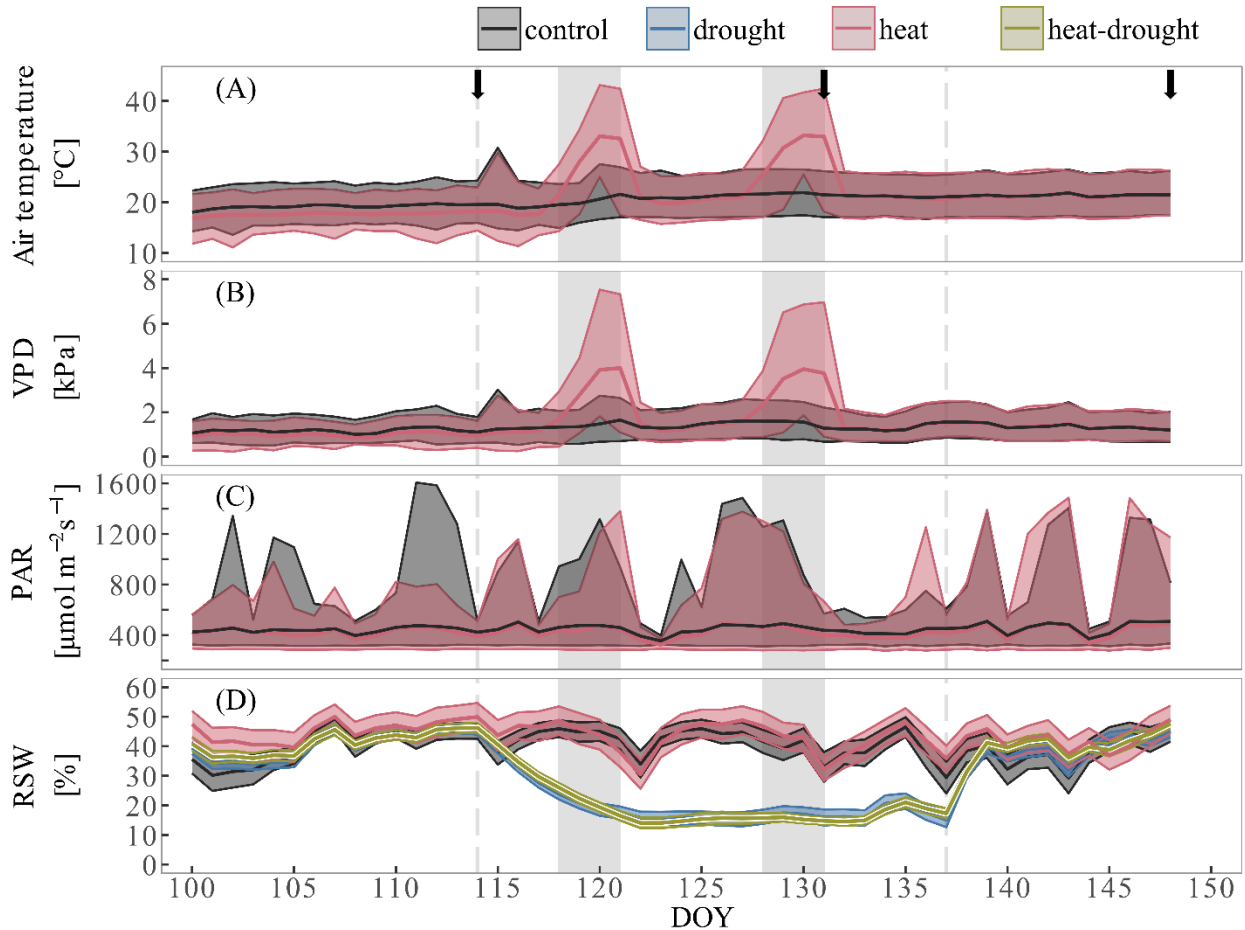 control drought heat heat-drought
(A)
Air temperature
[°C]
40
30
20
10
(B)
VPD
[kPa]
8
6
4
2
0
(C)
PAR
[µmol m⁻²s⁻¹]
1600
1200
800
400
(D)
RSW
[%]
60
50
40
30
20
10
0
100 105 110 115 120 125 130 135 140 145 150
DOY